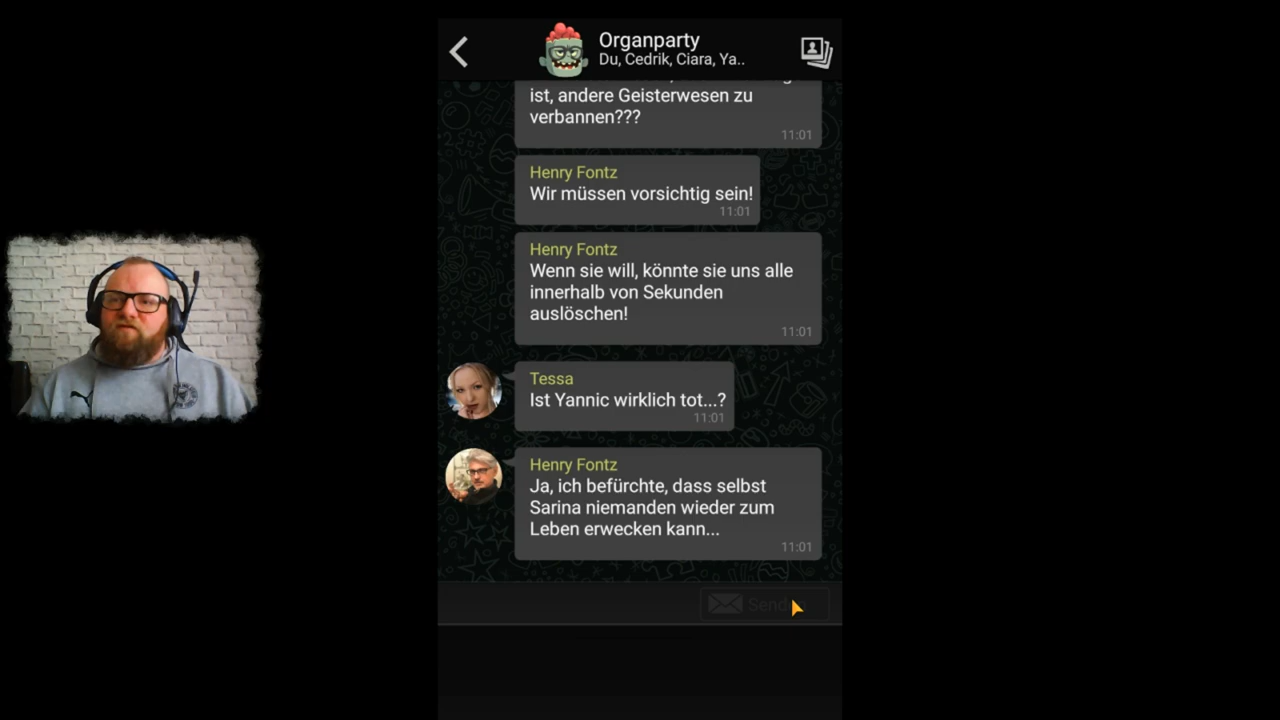 Organparty
Du, Cedrik, Ciara, Ya..
ist, andere Geisterwesen zu
verbannen???
11:01
Henry Fontz
Wir müssen vorsichtig sein!
11:01
Henry Fontz
Wenn sie will, könnte sie uns alle
innerhalb von Sekunden
auslöschen!
11:01
Tessa
Ist Yannic wirklich tot...?
11:01
Henry Fontz
Ja, ich befürchte, dass selbst
Sarina niemanden wieder zum
Leben erwecken kann...
11:01